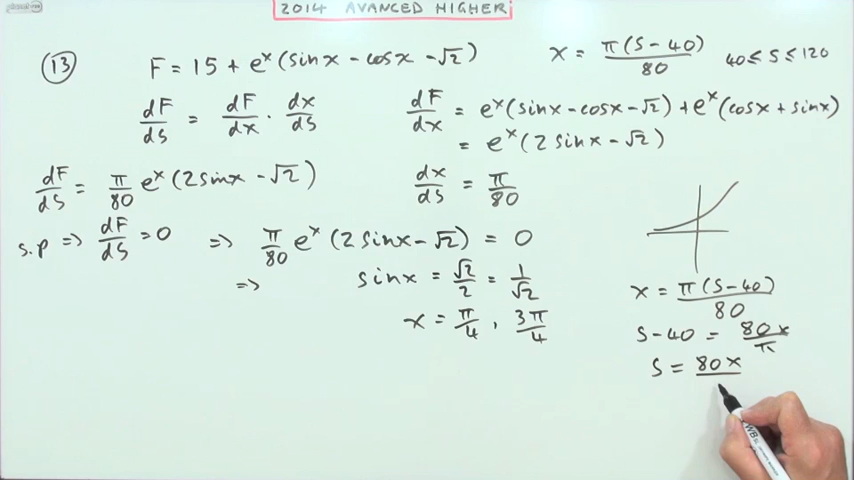 2014 AVANCED HIGHER
13 F = 15 + e^x (sin x - cos x - √2) x = π(S - 40)/80 40 ≤ S ≤ 120
dF/dS = dF/dx · dx/dS dF/dx = e^x (sin x - cos x - √2) + e^x (cos x + sin x)
= e^x (2 sin x - √2)
dF/dS = π/80 e^x (2 sin x - √2) dx/dS = π/80
s.p => dF/dS = 0 => π/80 e^x (2 sin x - √2) = 0
=> sin x = √2/2 = 1/√2
x = π/4 , 3π/4
x = π(S - 40)/80
S - 40 = 80x/π
S = 80x